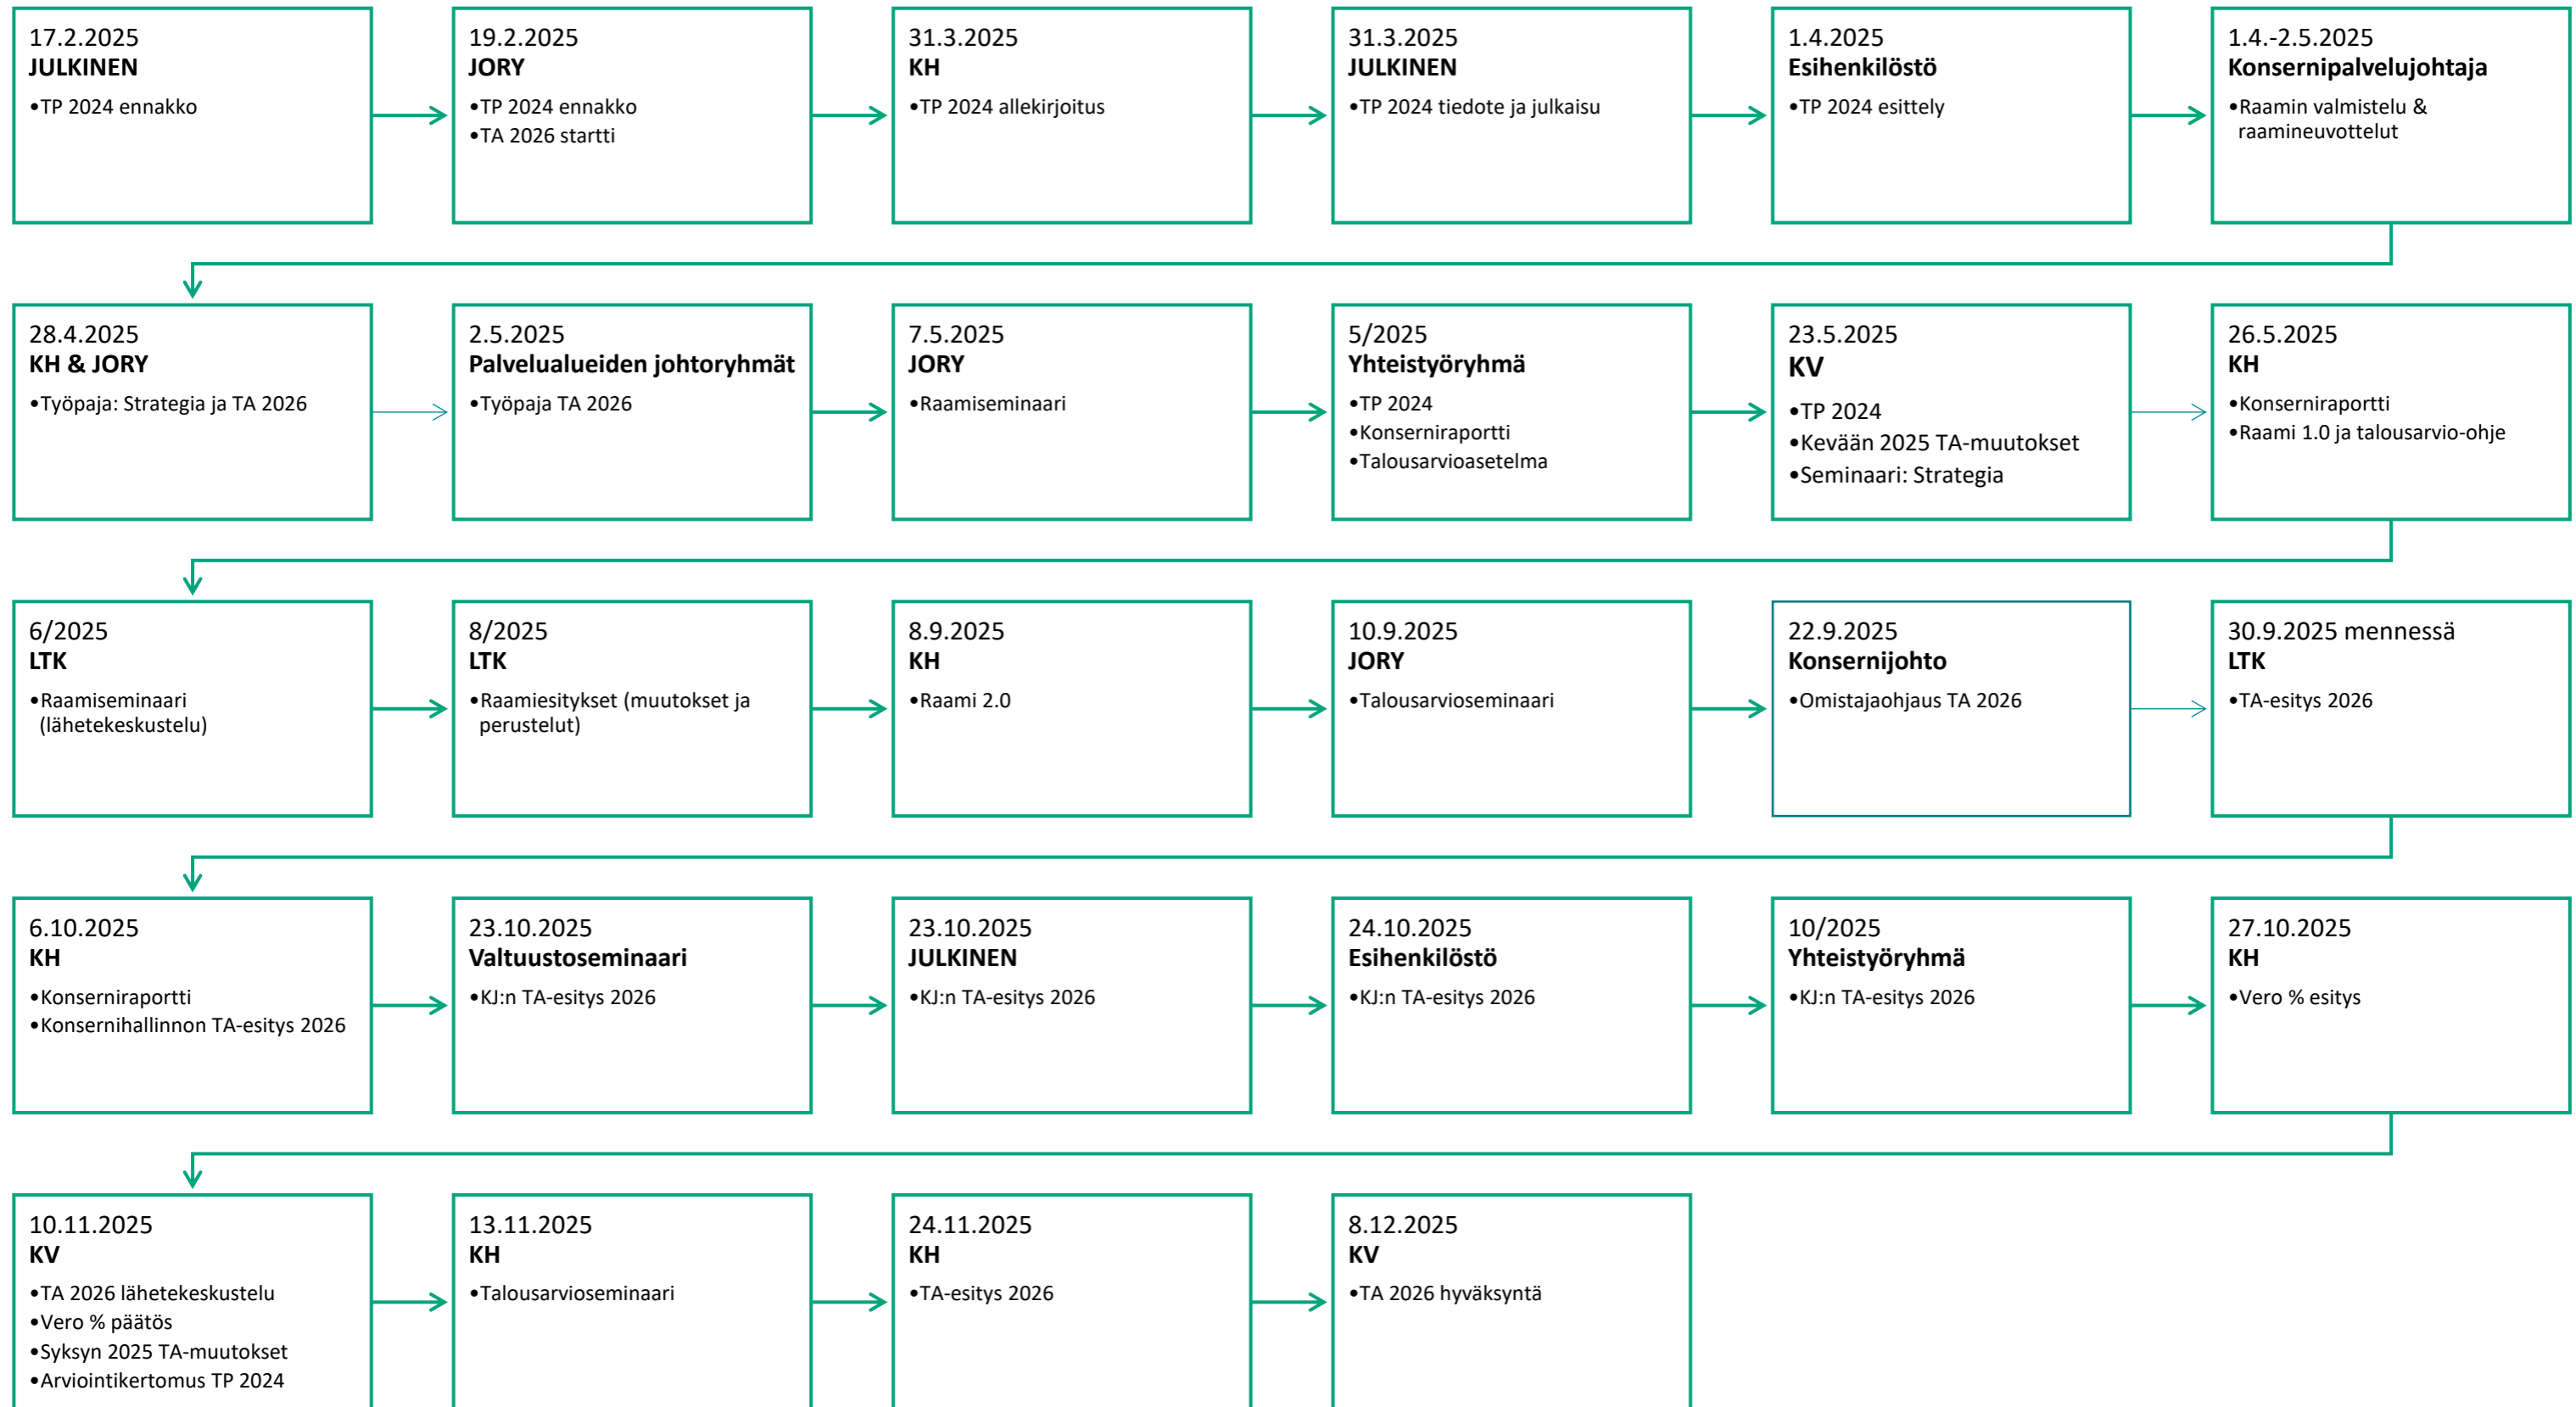 17.2.2025
JULKINEN
•TP 2024 ennakko
19.2.2025
JORY
•TP 2024 ennakko
•TA 2026 startti
31.3.2025
KH
•TP 2024 allekirjoitus
31.3.2025
JULKINEN
•TP 2024 tiedote ja julkaisu
1.4.2025
Esihenkilöstö
•TP 2024 esittely
1.4.-2.5.2025
Konsernipalvelujohtaja
•Raamin valmistelu &
raamineuvottelut
28.4.2025
KH & JORY
•Työpaja: Strategia ja TA 2026
2.5.2025
Palvelualueiden johtoryhmät
•Työpaja TA 2026
7.5.2025
JORY
•Raamiseminaari
5/2025
Yhteistyöryhmä
•TP 2024
•Konserniraportti
•Talousarvioasetelma
23.5.2025
KV
•TP 2024
•Kevään 2025 TA-muutokset
•Seminaari: Strategia
26.5.2025
KH
•Konserniraportti
•Raami 1.0 ja talousarvio-ohje
6/2025
LTK
•Raamiseminaari
(lähetekeskustelu)
8/2025
LTK
•Raamiesitykset (muutokset ja
perustelut)
8.9.2025
KH
•Raami 2.0
10.9.2025
JORY
•Talousarvioseminaari
22.9.2025
Konsernijohto
•Omistajaohjaus TA 2026
30.9.2025 mennessä
LTK
•TA-esitys 2026
6.10.2025
KH
•Konserniraportti
•Konsernihallinnon TA-esitys 2026
23.10.2025
Valtuustoseminaari
•KJ:n TA-esitys 2026
23.10.2025
JULKINEN
•KJ:n TA-esitys 2026
24.10.2025
Esihenkilöstö
•KJ:n TA-esitys 2026
10/2025
Yhteistyöryhmä
•KJ:n TA-esitys 2026
27.10.2025
KH
•Vero % esitys
10.11.2025
KV
•TA 2026 lähetekeskustelu
•Vero % päätös
•Syksyn 2025 TA-muutokset
•Arviointikertomus TP 2024
13.11.2025
KH
•Talousarvioseminaari
24.11.2025
KH
•TA-esitys 2026
8.12.2025
KV
•TA 2026 hyväksyntä